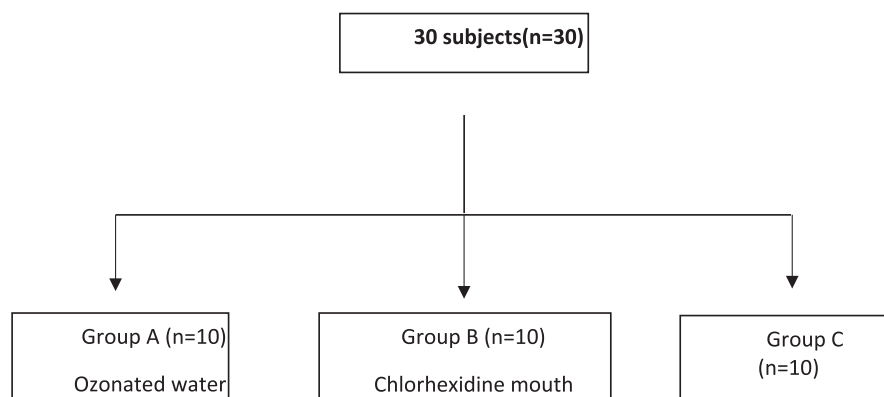 30 subjects(n=30)
Group A (n=10)
Ozonated water
Group B (n=10)
Chlorhexidine mouth
Group C
(n=10)